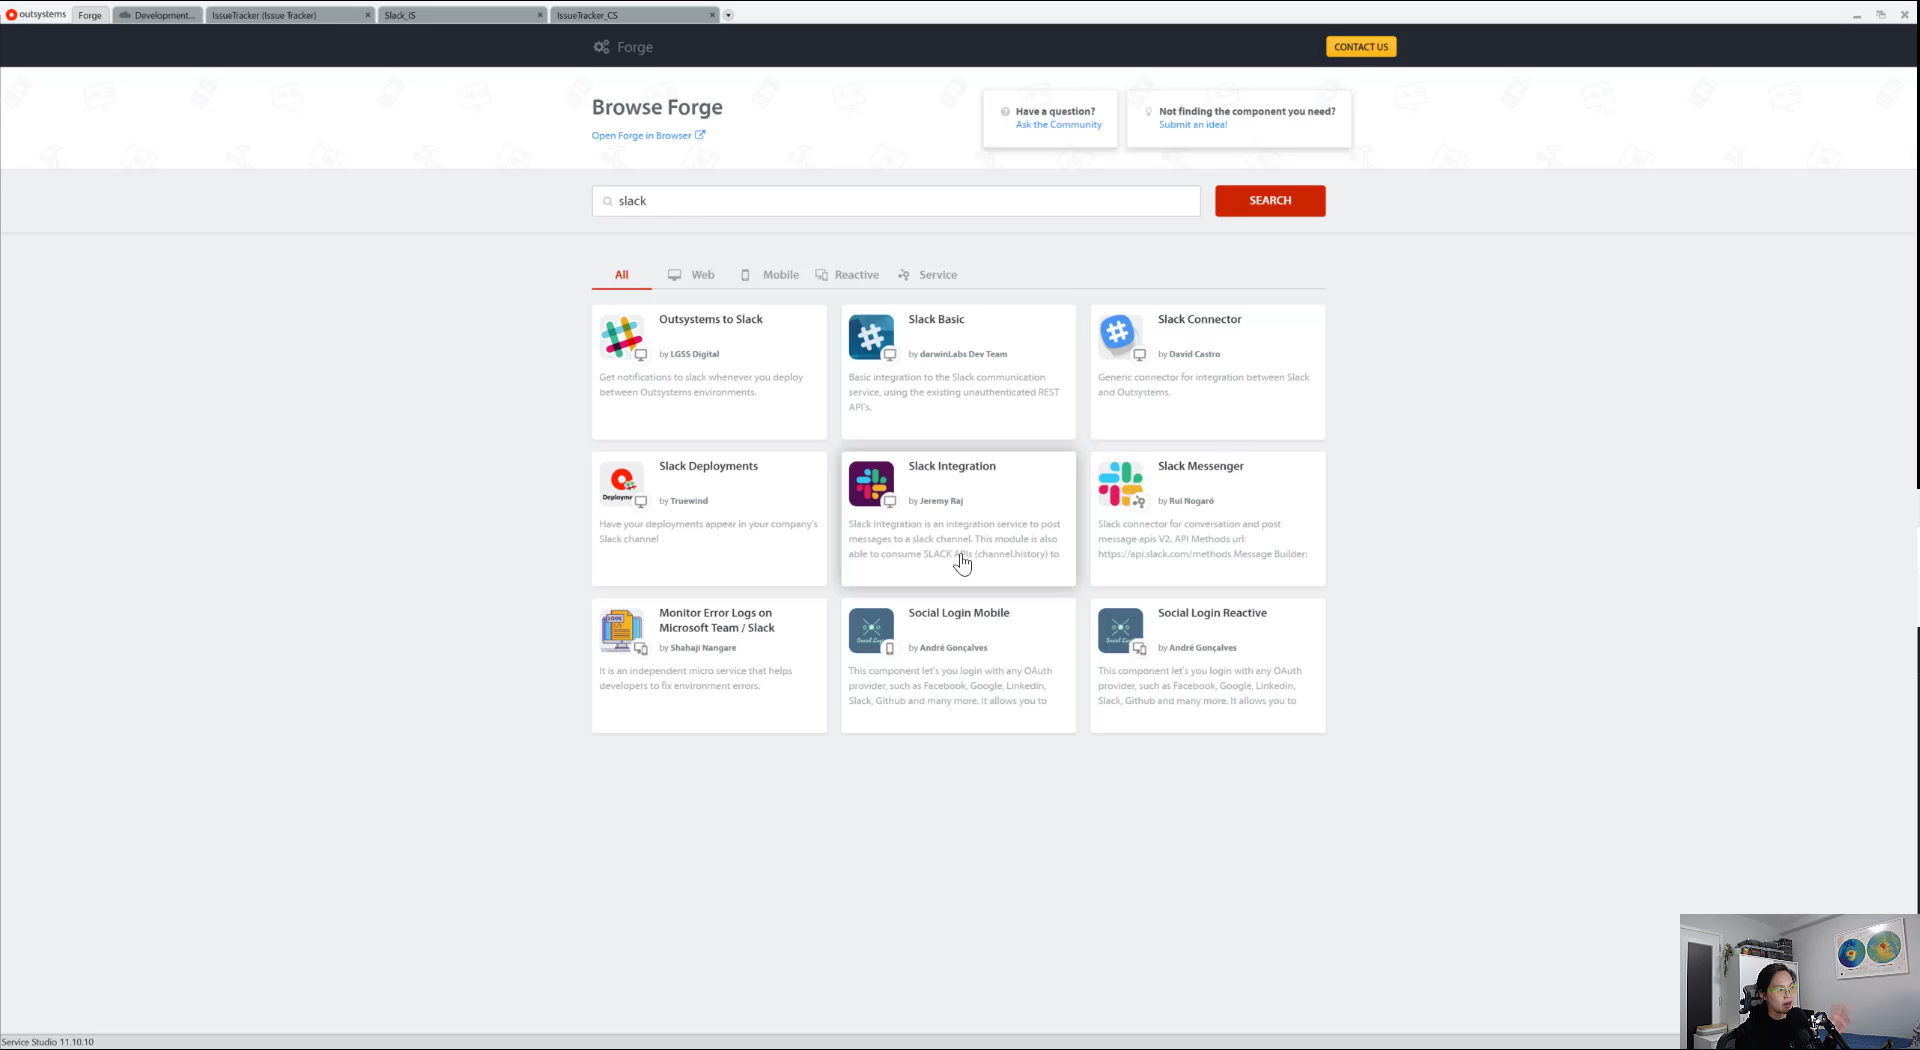 outsystems
Forge
Development...
IssueTracker (Issue Tracker)
Slack_IS
IssueTracker_CS
Forge
CONTACT US
Browse Forge
Open Forge in Browser
Have a question?
Ask the Community
Not finding the component you need?
Submit an idea!
slack
SEARCH
All
Web
Mobile
Reactive
Service
Outsystems to Slack
by LGSS Digital
Get notifications to slack whenever you deploy
between Outsystems environments.
Slack Basic
by darwinLabs Dev Team
Basic integration to the Slack communication
service, using the existing unauthenticated REST
API's.
Slack Connector
by David Castro
Generic connector for integration between Slack
and Outsystems.
Slack Deployments
by Truewind
Have your deployments appear in your company's
Slack channel
Slack Integration
by Jeremy Raj
Slack Integration is an integration service to post
messages to a slack channel. This module is also
able to consume SLACK APIs (channel.history) to
Slack Messenger
by Rui Nogaró
Slack connector for conversation and post
message apis V2. API Methods url:
https://api.slack.com/methods Message Builder:
Monitor Error Logs on
Microsoft Team / Slack
by Shahaji Nangare
It is an independent micro service that helps
developers to fix environment errors.
Social Login Mobile
by André Gonçalves
This component let's you login with any OAuth
provider, such as Facebook, Google, Linkedin,
Slack, Github and many more. It allows you to
Social Login Reactive
by André Gonçalves
This component let's you login with any OAuth
provider, such as Facebook, Google, Linkedin,
Slack, Github and many more. It allows you to
Service Studio 11.10.10